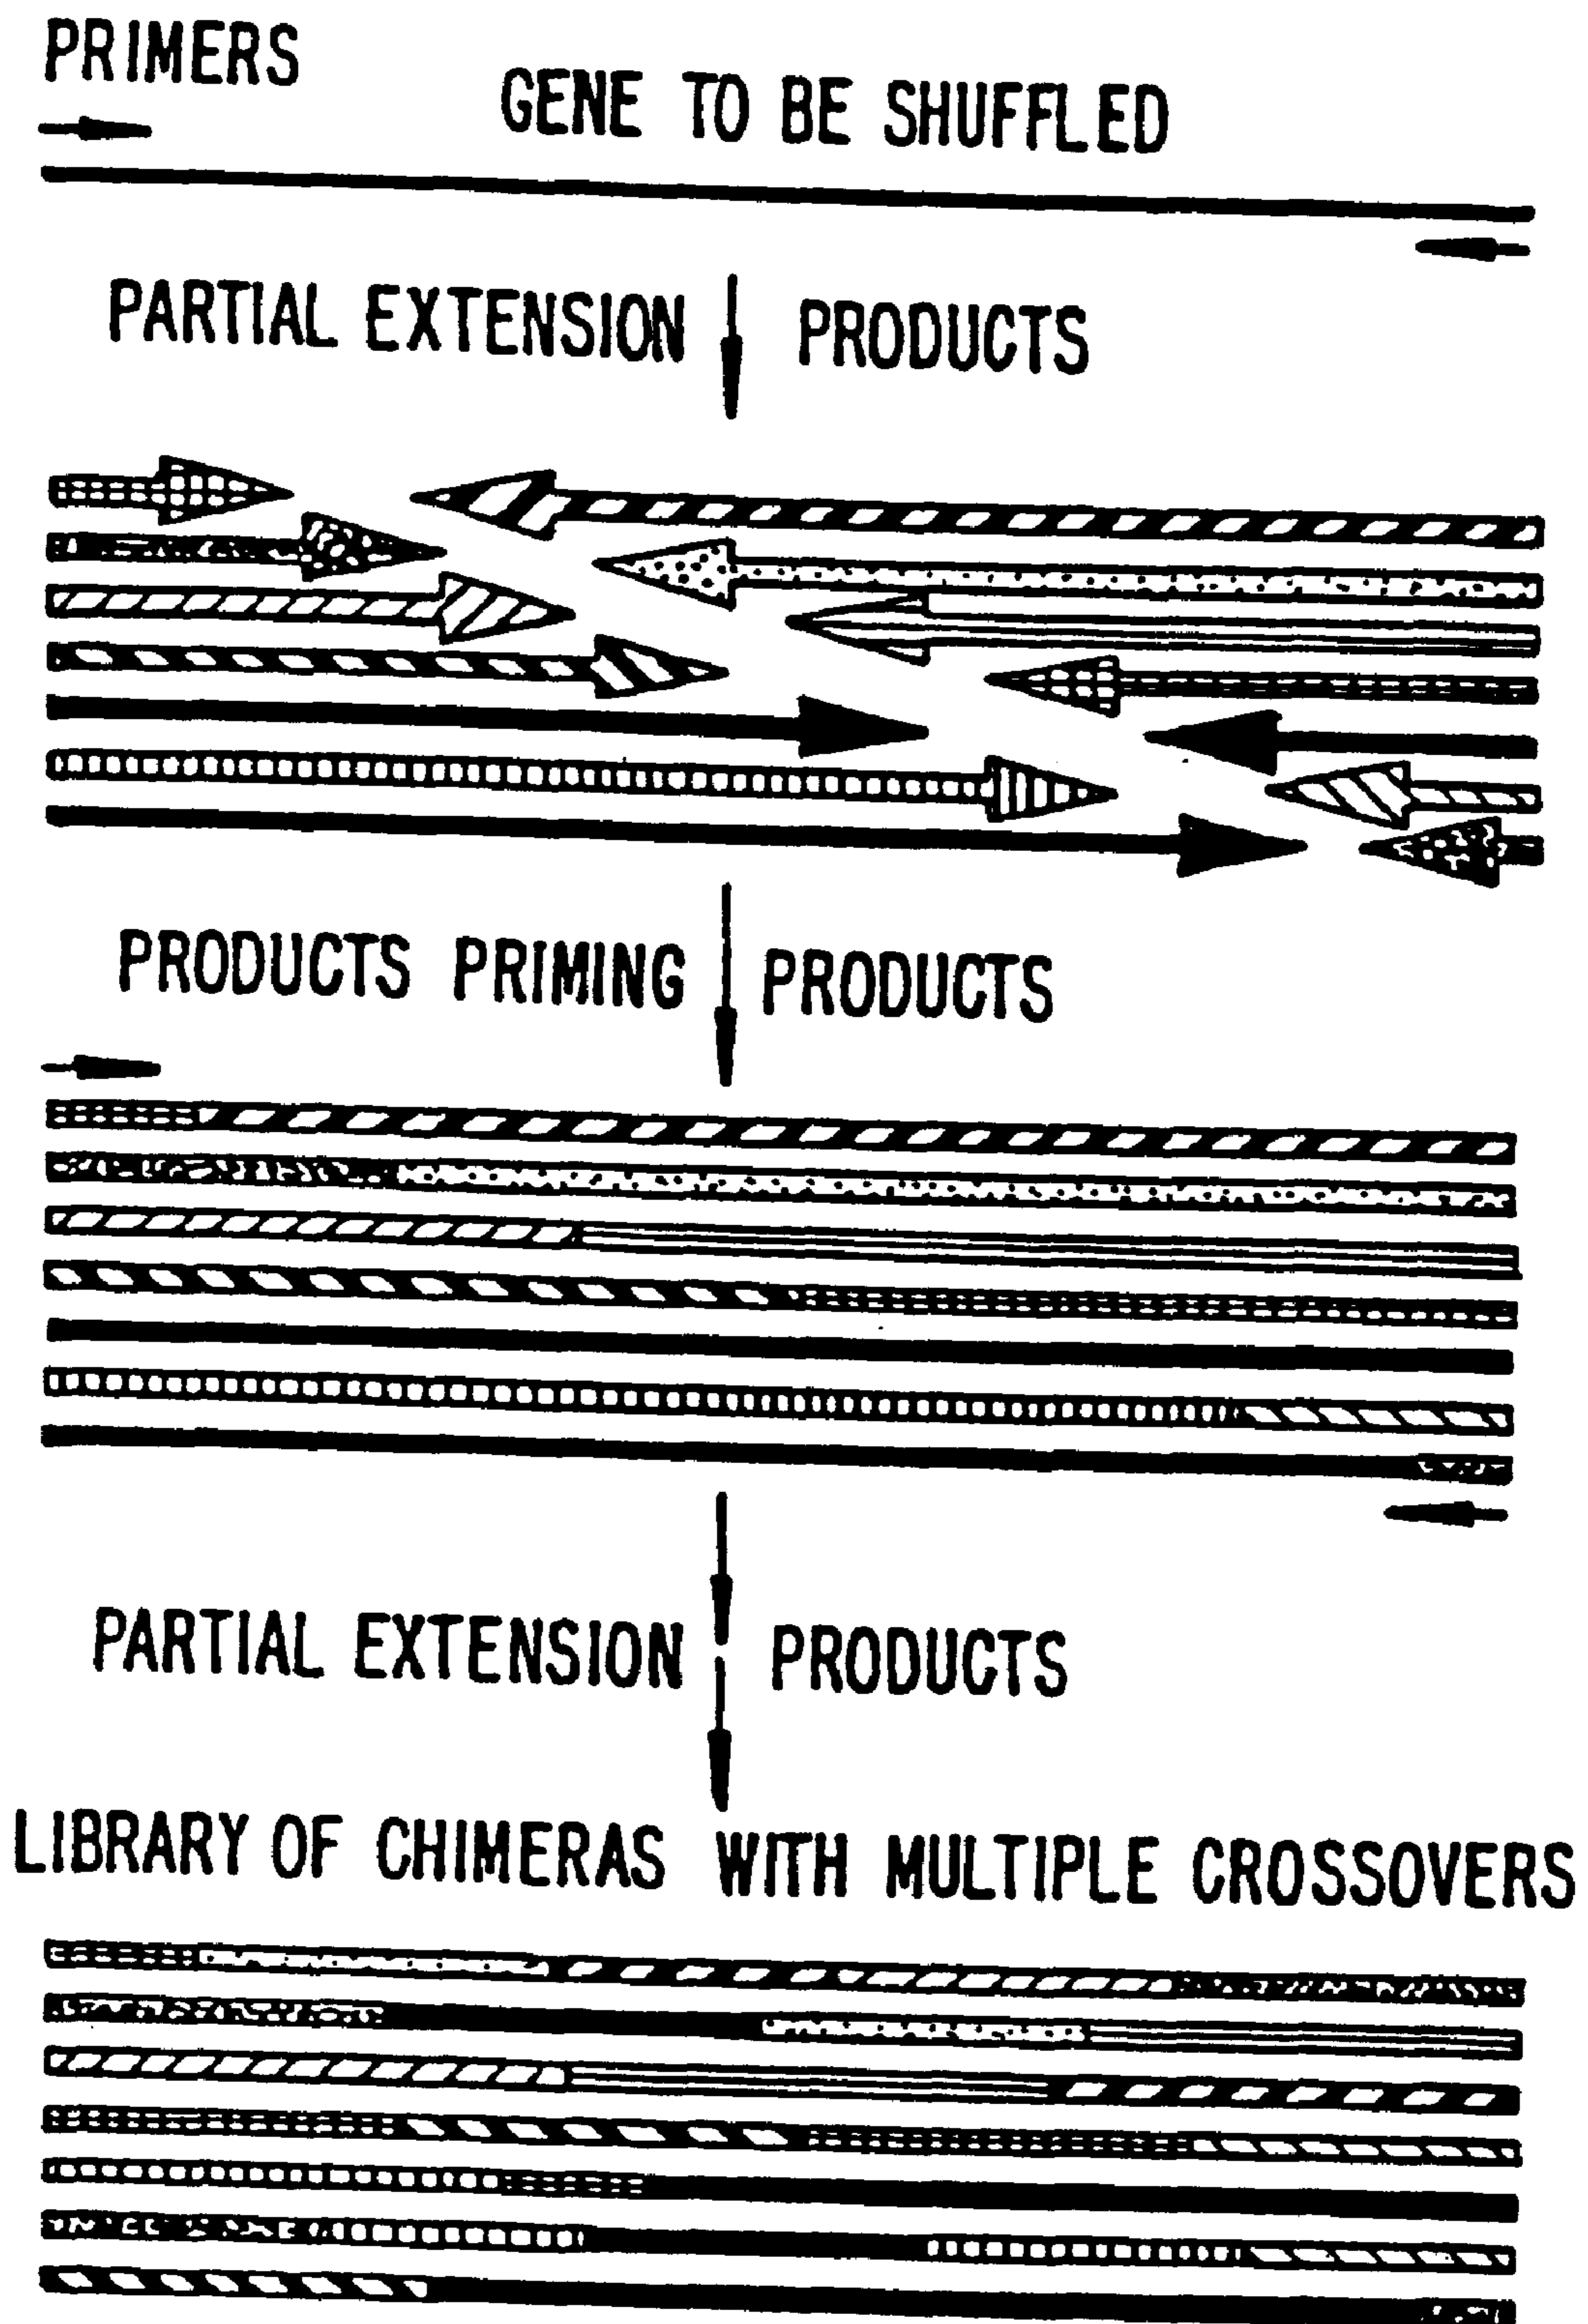 PRIMERS
GENE TO BE SHUFFLED
PARTIAL EXTENSION PRODUCTS
PRODUCTS PRIMING PRODUCTS
PARTIAL EXTENSION PRODUCTS
LIBRARY OF CHIMERAS WITH MULTIPLE CROSSOVERS